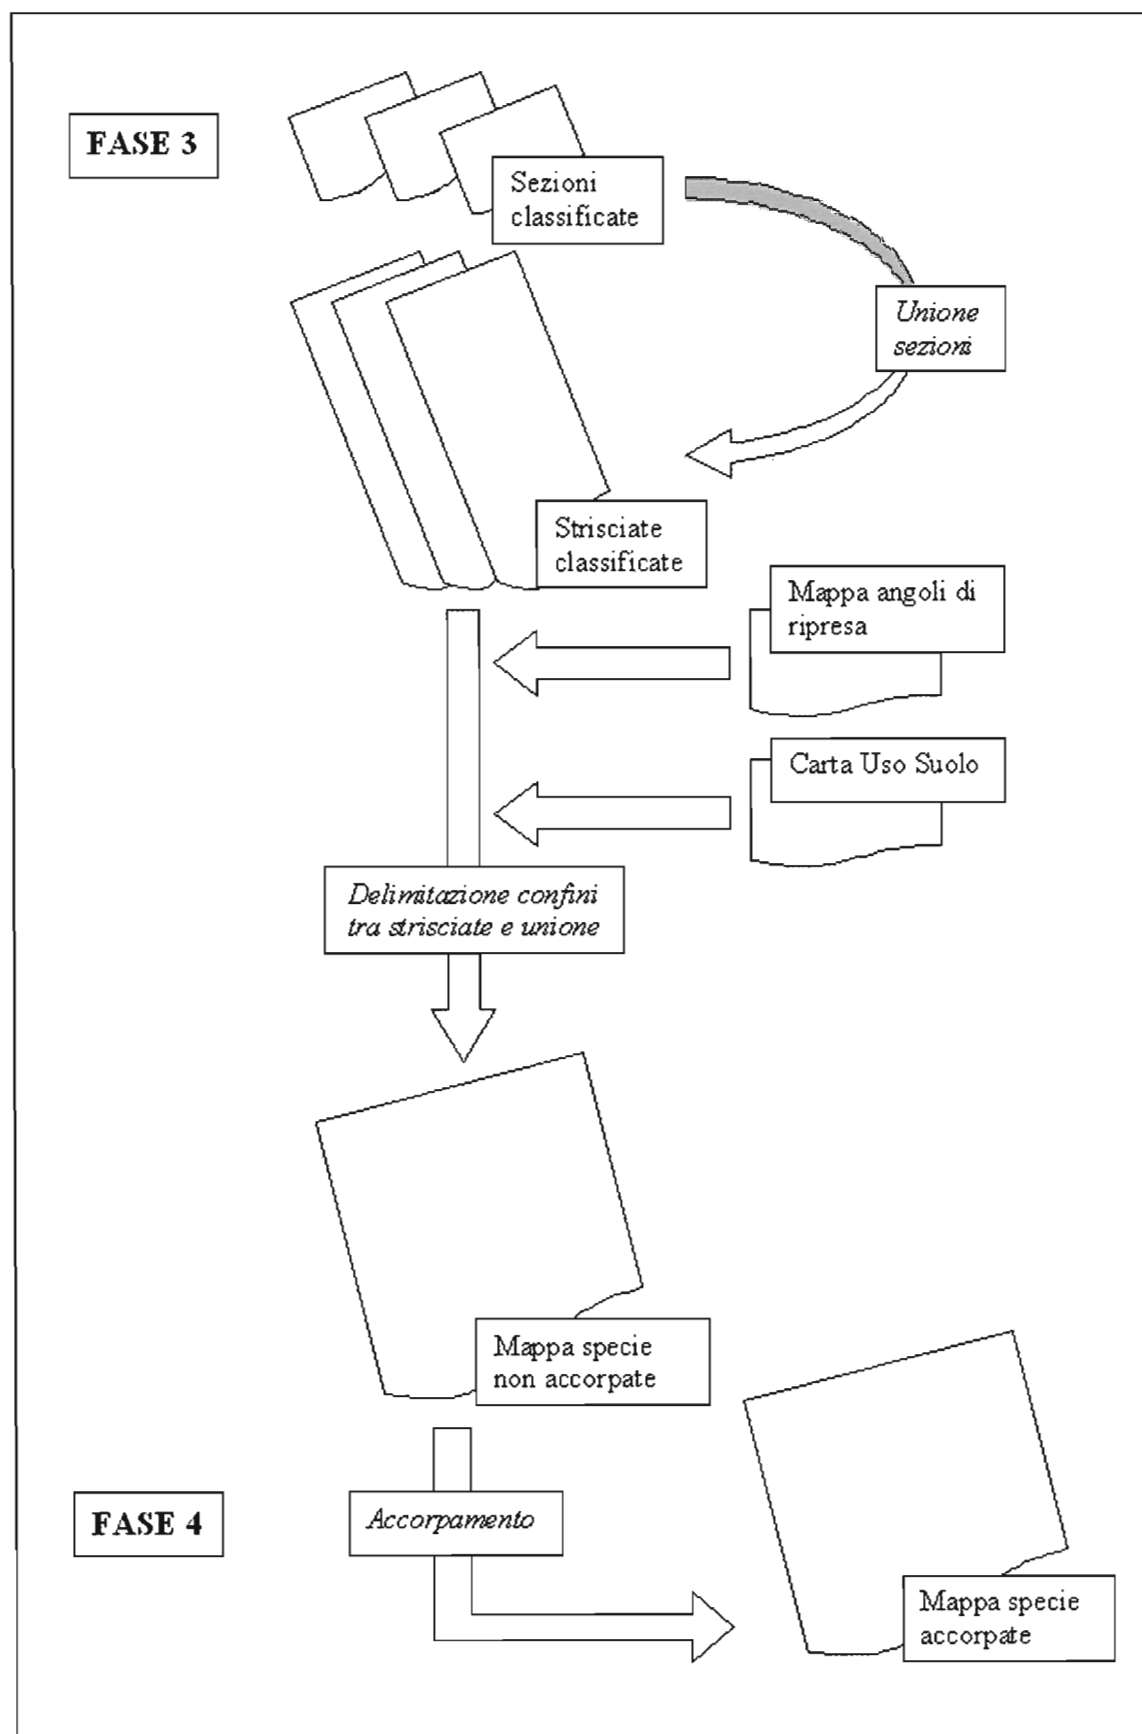 FASE 3
Sezioni
classificate
Unione
sezioni
Strisciate
classificate
Mappa angoli di
ripresa
Carta Uso Suolo
Delimitazione confini
tra strisciate e unione
Mappa specie
non accorpate
FASE 4
Accorpamento
Mappa specie
accorpate